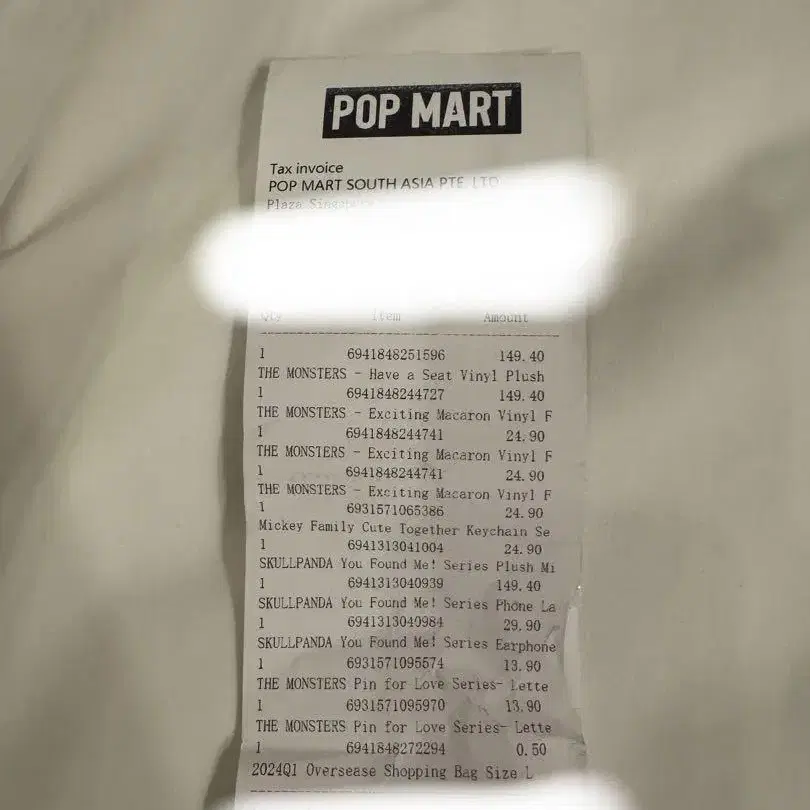 POP MART
Tax invoice
POP MART SOUTH ASIA PTE. LTD
Plaza
Qty Item Amount
1 6941848251596 149.40
THE MONSTERS - Have a Seat Vinyl Plush
1 6941848244727 149.40
THE MONSTERS - Exciting Macaron Vinyl F
1 6941848244741 24.90
THE MONSTERS - Exciting Macaron Vinyl F
1 6941848244741 24.90
THE MONSTERS - Exciting Macaron Vinyl F
1 6931571065386 24.90
Mickey Family Cute Together Keychain Se
1 6941313041004 24.90
SKULLPANDA You Found Me! Series Plush Mi
1 6941313040939 149.40
SKULLPANDA You Found Me! Series Phone La
1 6941313040984 29.90
SKULLPANDA You Found Me! Series Earphone
1 6931571095574 13.90
THE MONSTERS Pin for Love Series- Lette
1 6931571095970 13.90
THE MONSTERS Pin for Love Series- Lette
1 6941848272294 0.50
2024Q1 Oversease Shopping Bag Size L